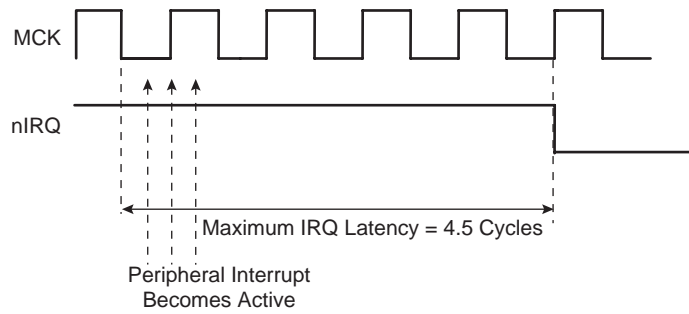 MCK
nIRQ
Maximum IRQ Latency = 4.5 Cycles
Peripheral Interrupt
Becomes Active